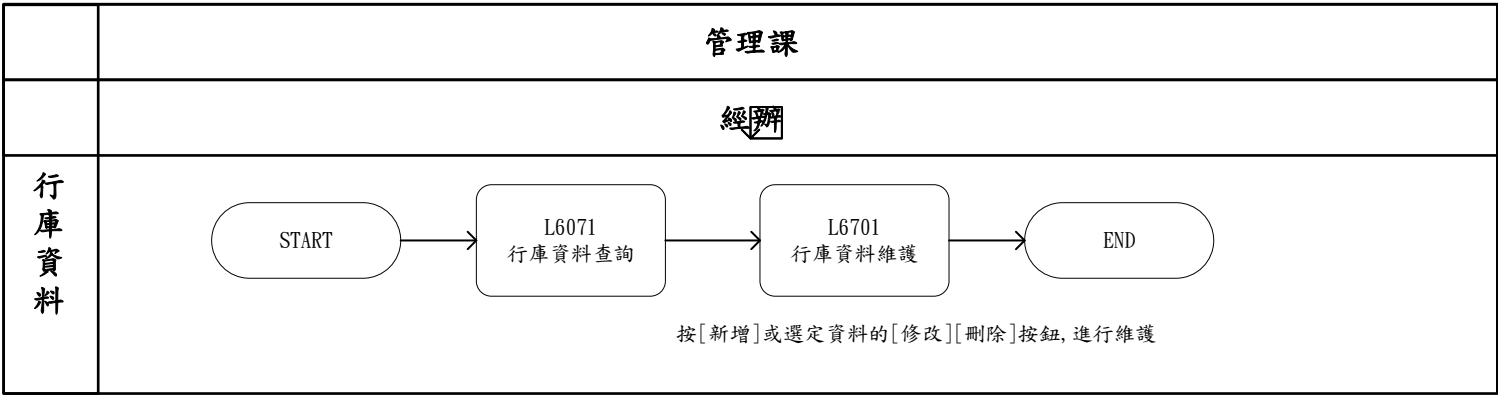 管理課
經辦
行庫資料
START
L6071
行庫資料查詢
L6701
行庫資料維護
END
按[新增]或選定資料的[修改][刪除]按鈕,進行維護